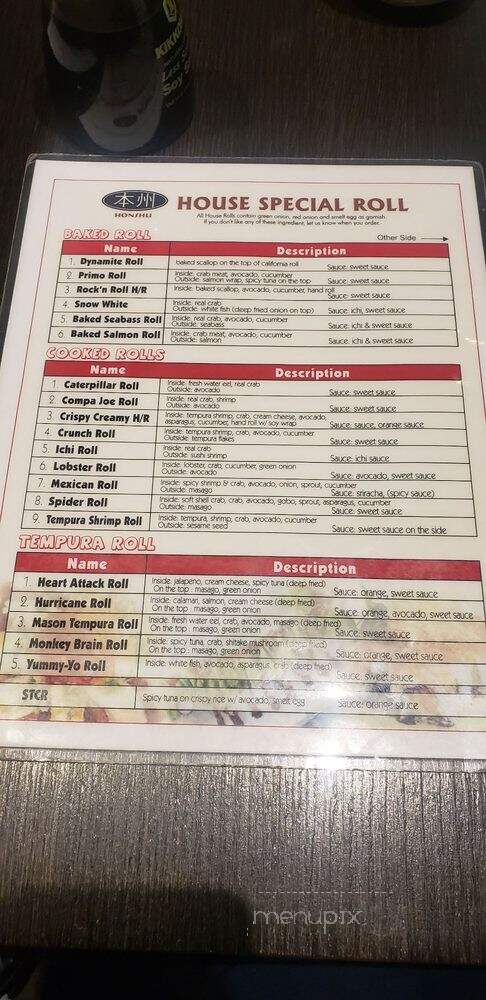 KIKKO
Less S
Soy S
本州
HONSHU
HOUSE SPECIAL ROLL
All House Rolls contain green onion, red onion and smelt egg as garnish.
If you don't like any of these ingredient, let us know when you order.
BAKED ROLL
Other Side
Name Description
1. Dynamite Roll baked scallop on the top of california roll Sauce: sweet sauce
2. Primo Roll Inside: crab meat, avocado, cucumber
Outside: salmon wrap, spicy tuna on the top Sauce: sweet sauce
3. Rock'n Roll H/R Inside: baked scallop, avocado, cucumber, hand roll
Sauce: sweet sauce
4. Snow White Inside: real crab
Outside: white fish (deep fried onion on top) Sauce: ichi, sweet sauce
5. Baked Seabass Roll Inside: real crab, avocado, cucumber
Outside: seabass Sauce: ichi & sweet sauce
6. Baked Salmon Roll Inside: crab meat, avocado, cucumber
Outside: salmon Sauce: ichi & sweet sauce
COOKED ROLLS
Name Description
1. Caterpillar Roll Inside: fresh water eel, real crab
Outside: avocado Sauce: sweet sauce
2. Compa Joe Roll Inside: real crab, shrimp
Outside: avocado Sauce: sweet sauce
3. Crispy Creamy H/R Inside: tempura shrimp, crab, cream cheese, avocado,
asparagus, cucumber, hand roll w/ soy wrap Sauce: sauce, orange sauce
4. Crunch Roll Inside: tempura shrimp, crab, avocado, cucumber
Outside: tempura flakes Sauce: sweet sauce
5. Ichi Roll Inside: real crab
Outside: sushi shrimp Sauce: ichi sauce
6. Lobster Roll Inside: lobster, crab, cucumber, green onion
Outside: avocado Sauce: avocado, sweet sauce
7. Mexican Roll Inside: spicy shrimp & crab, avocado, onion, sprout, cucumber
Outside: masago Sauce: sriracha, (spicy sauce)
8. Spider Roll Inside: soft shell crab, crab, avocado, gobo, sprout, asparagus, cucumber
Outside: masago Sauce: sweet sauce
9. Tempura Shrimp Roll Inside: tempura, shrimp, crab, avocado, cucumber
Outside: sesame seed Sauce: sweet sauce on the side
TEMPURA ROLL
Name Description
1. Heart Attack Roll Inside: jalapeno, cream cheese, spicy tuna (deep fried)
On the top : masago, green onion Sauce: orange, sweet sauce
2. Hurricane Roll Inside: calamari, salmon, cream cheese (deep fried)
On the top : masago, green onion Sauce: orange, avocado, sweet sauce
3. Mason Tempura Roll Inside: fresh water eel, crab, avocado, masago (deep fried)
On the top : masago, green onion Sauce: sweet sauce
4. Monkey Brain Roll Inside: spicy tuna, crab, shitake mushroom (deep fried)
On the top : masago, green onion Sauce: orange, sweet sauce
5. Yummy-Yo Roll Inside: white fish, avocado, asparagus, crab (deep fried)
Sauce: sweet sauce
STCR Spicy tuna on crispy rice w/ avocado, smelt egg Sauce: orange sauce
menupix